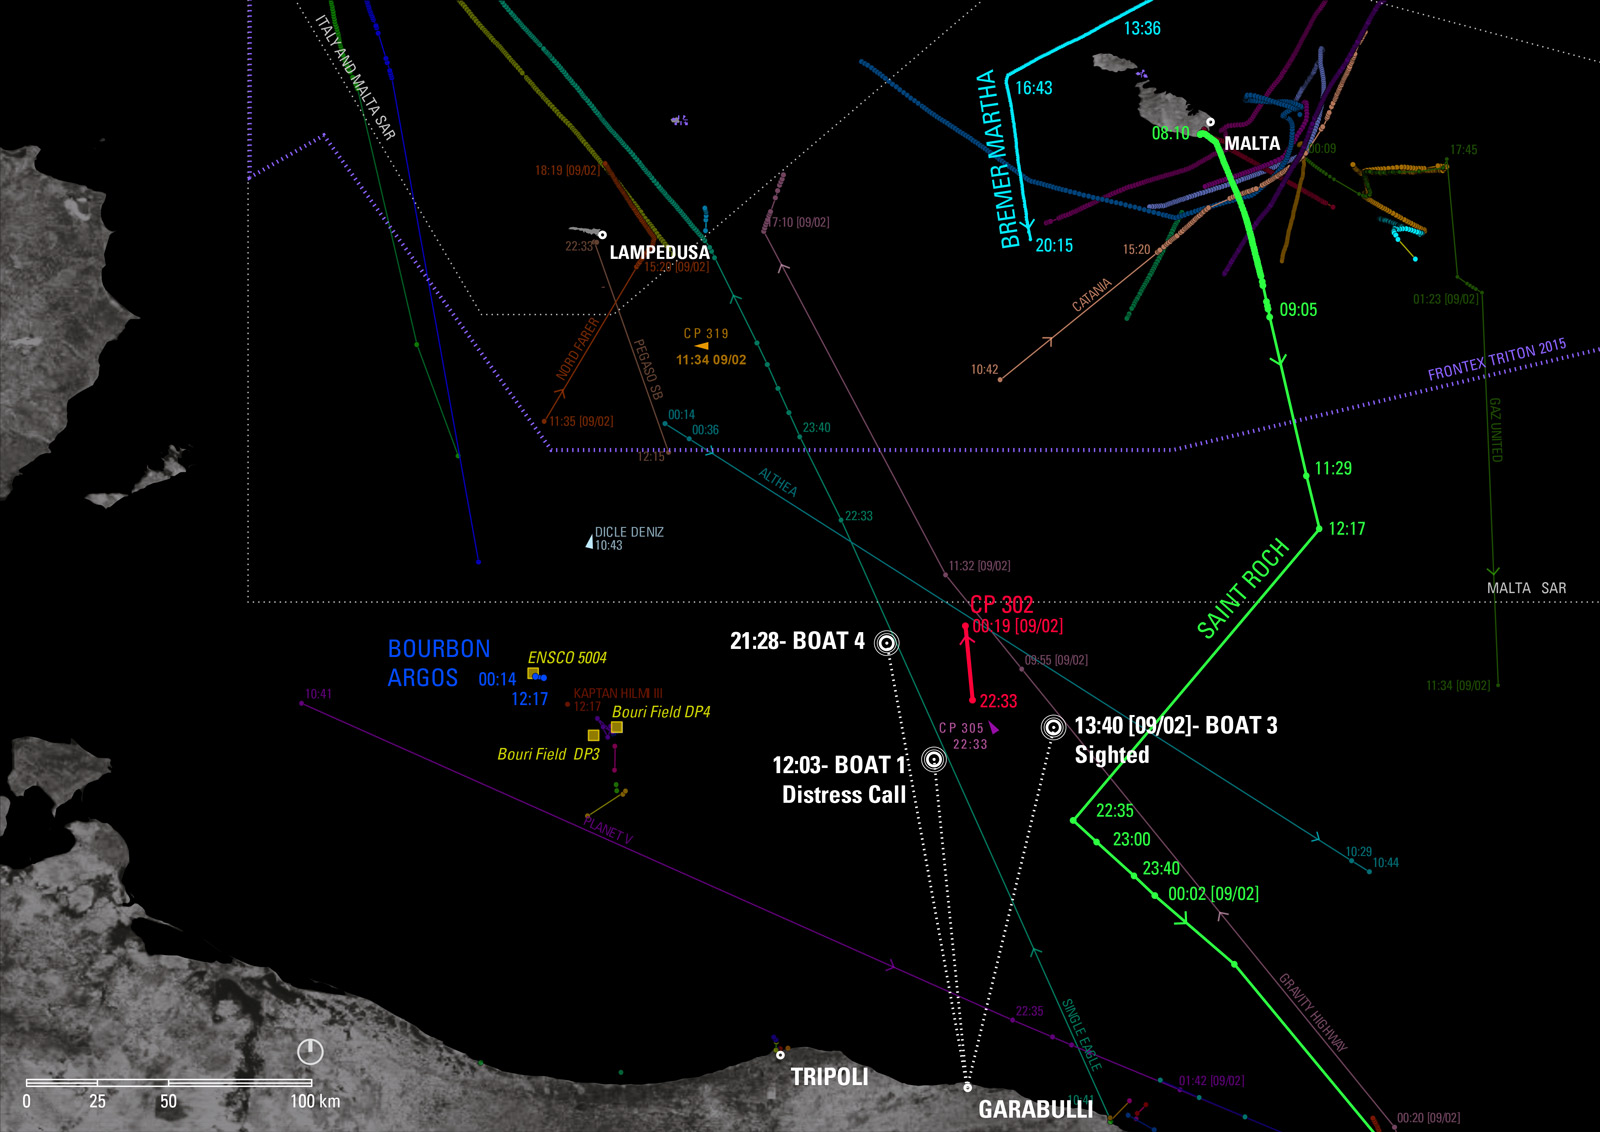 13:36
ITALY AND MALTA SAR
BREMER MARTHA
16:43
08:10
MALTA
00:09
17:45
18:19 [09/02]
17:10 [09/02]
22:33
LAMPEDUSA
15:20 [09/02]
20:15
15:20
CATANIA
01:23 [09/02]
09:05
NORD FARER
PEGASO SB
CP 319
11:34 09/02
10:42
FRONTEX TRITON 2015
11:35 [09/02]
00:14
00:36
23:40
12:15
GAZ UNITED
11:29
ALTHEA
22:33
12:17
DICLE DENIZ
10:43
11:32 [09/02]
SAINT ROCH
MALTA SAR
CP 302
00:19 [09/02]
21:28- BOAT 4
BOURBON
ARGOS
00:14
12:17
ENSCO 5004
09:55 [09/02]
11:34 [09/02]
10:41
KAPTAN HILMI III
12:17
22:33
Bouri Field DP4
Bouri Field DP3
CP 305
22:33
13:40 [09/02]- BOAT 3
Sighted
12:03- BOAT 1
Distress Call
PLANET V
22:35
23:00
23:40
00:02 [09/02]
10:29
10:44
GRAVITY HIGHWAY
SINGLE EAGLE
22:35
TRIPOLI
01:42 [09/02]
10:41
GARABULLI
00:20 [09/02]
0 25 50 100 km